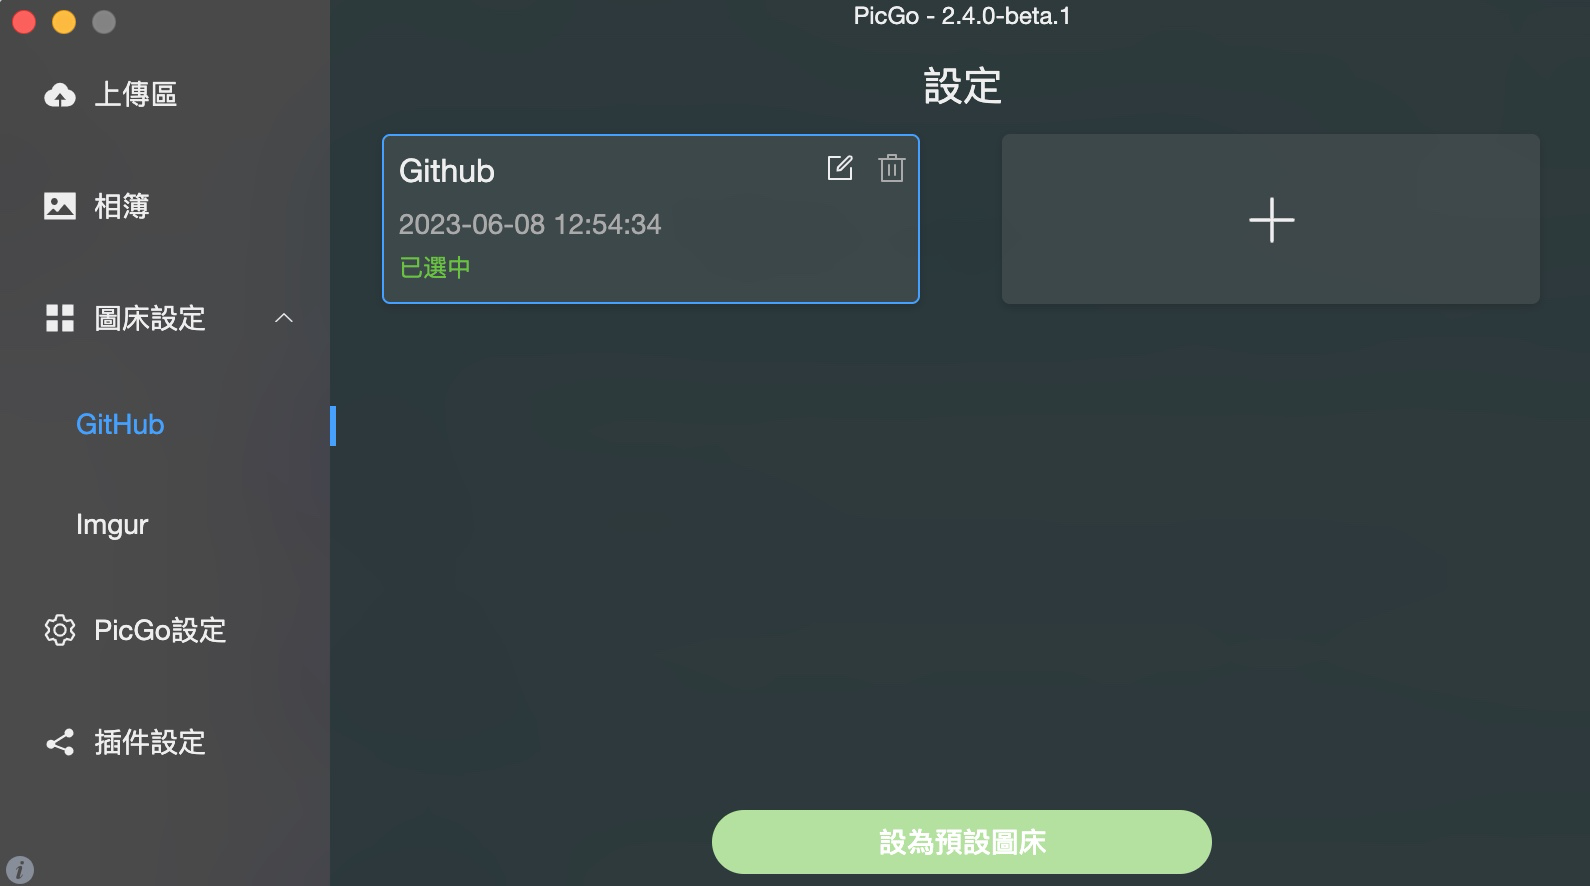 PicGo - 2.4.0-beta.1
上傳區
相簿
圖床設定
GitHub
Imgur
PicGo設定
插件設定
設定
Github
2023-06-08 12:54:34
已選中
設為預設圖床